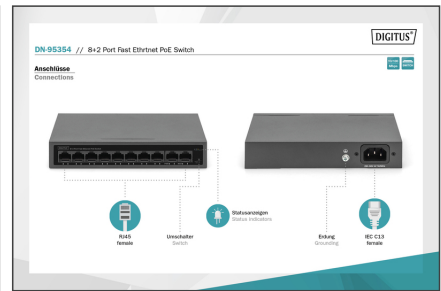 DIGITUS®
DN-95354 // 8+2 Port Fast Ethrtnet PoE Switch
Anschlüsse
Connections
Statusanzeigen
Status indicators
RJ45
female
Umschalter
Switch
Erdung
Grounding
IEC C13
female